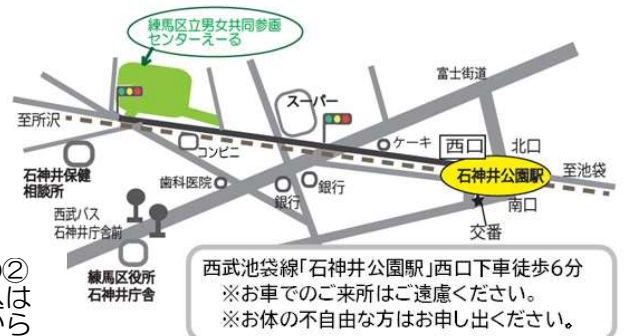 練馬区立男女共同参画
センターえーる
富士街道
スーパー
至所沢
コンビニ
ケーキ
西口
北口
石神井公園駅
至池袋
石神井保健
相談所
歯科医院
銀行
銀行
南口
交番
西武バス
石神井庁舎前
練馬区役所
石神井庁舎
西武池袋線「石神井公園駅」西口下車徒歩6分
※お車でのご来所はご遠慮ください。
※お体の不自由な方はお申し出ください。
②
は
から